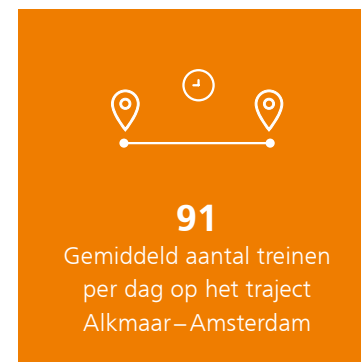 91
Gemiddeld aantal treinen
per dag op het traject
Alkmaar – Amsterdam